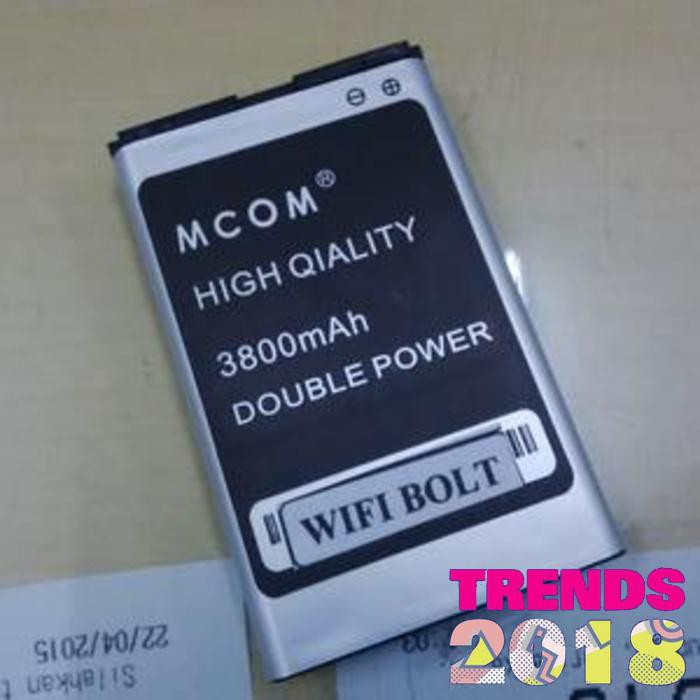 MCOM®
HIGH QIALITY
3800mAh
DOUBLE POWER
WIFI BOLT
22/04/2015
Silahkan
TRENDS
2018